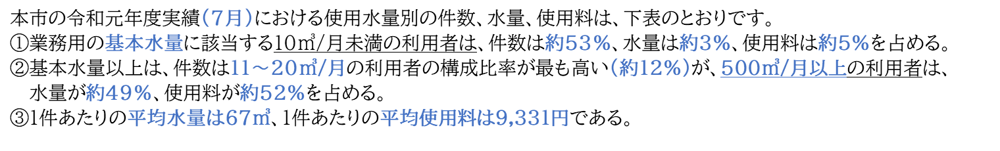 本市の令和元年度実績(7月)における使用水量別の件数、水量、使用料は、下表のとおりです。
①業務用の基本水量に該当する10㎥/月未満の利用者は、件数は約53%、水量は約3%、使用料は約5%を占める。
②基本水量以上は、件数は11～20㎥/月の利用者の構成比率が最も高い(約12%)が、500㎥/月以上の利用者は、
水量が約49%、使用料が約52%を占める。
③1件あたりの平均水量は67㎥、1件あたりの平均使用料は9,331円である。